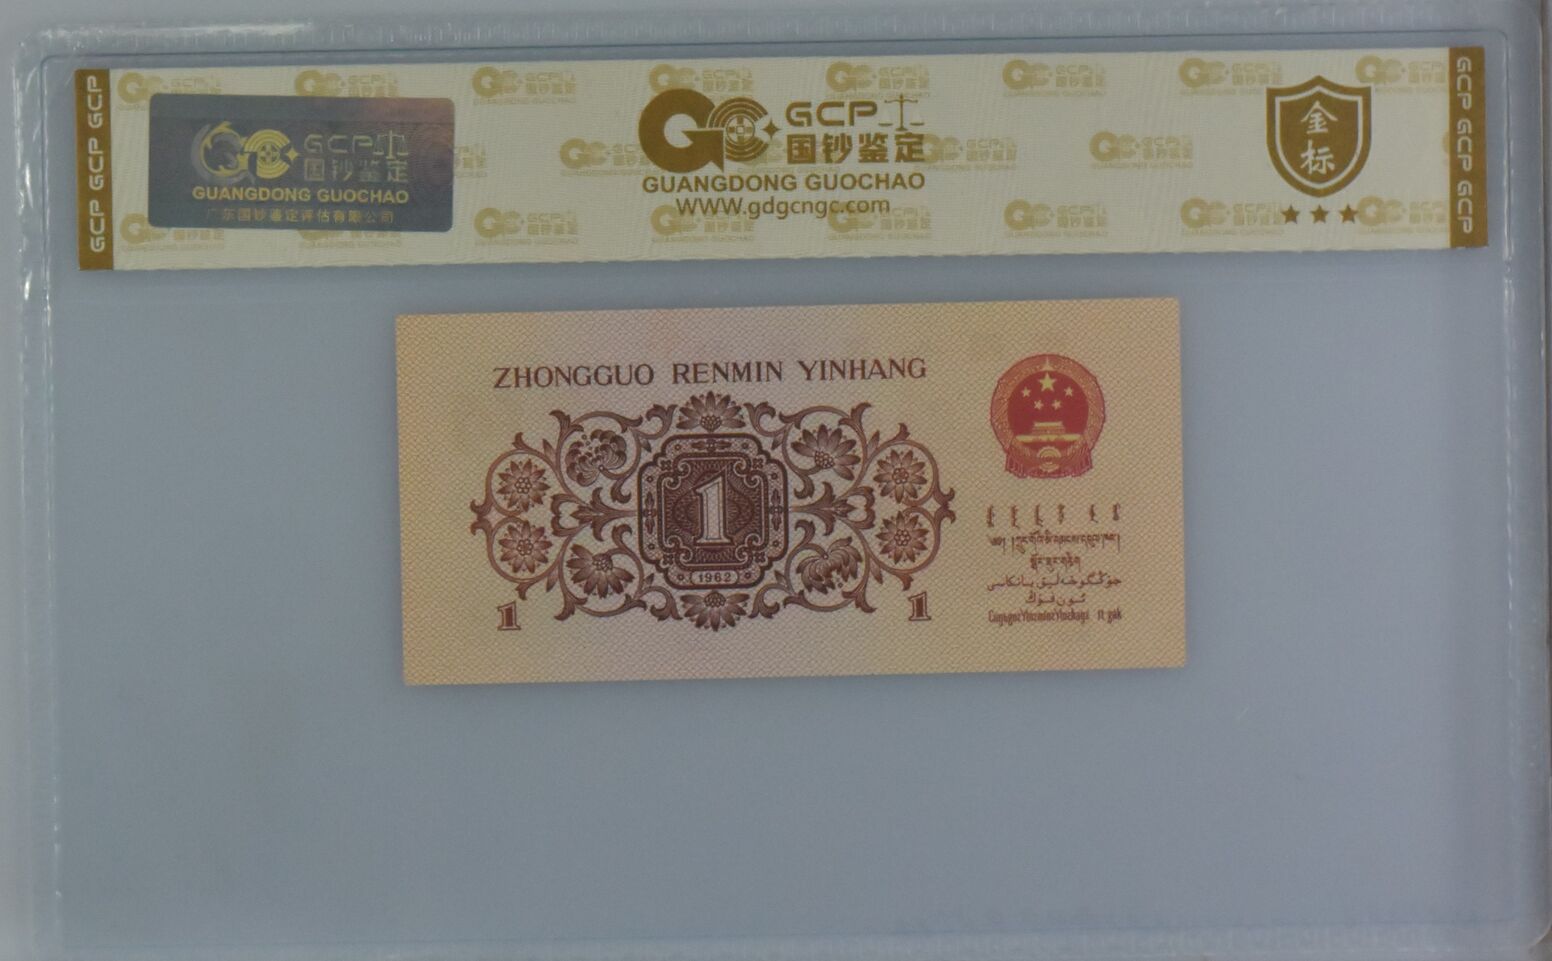 GCP GCP GCP
GCP
国钞鉴定
GUANGDONG GUOCHAO
广东国钞鉴定评估有限公司
GCP
国钞鉴定
GUANGDONG GUOCHAO
www.gdgcngc.com
金标
GCP GCP GCP
ZHONGGUO RENMIN YINHANG
1
1962
1
1
جۇڭگوخەلىق بانكاسى